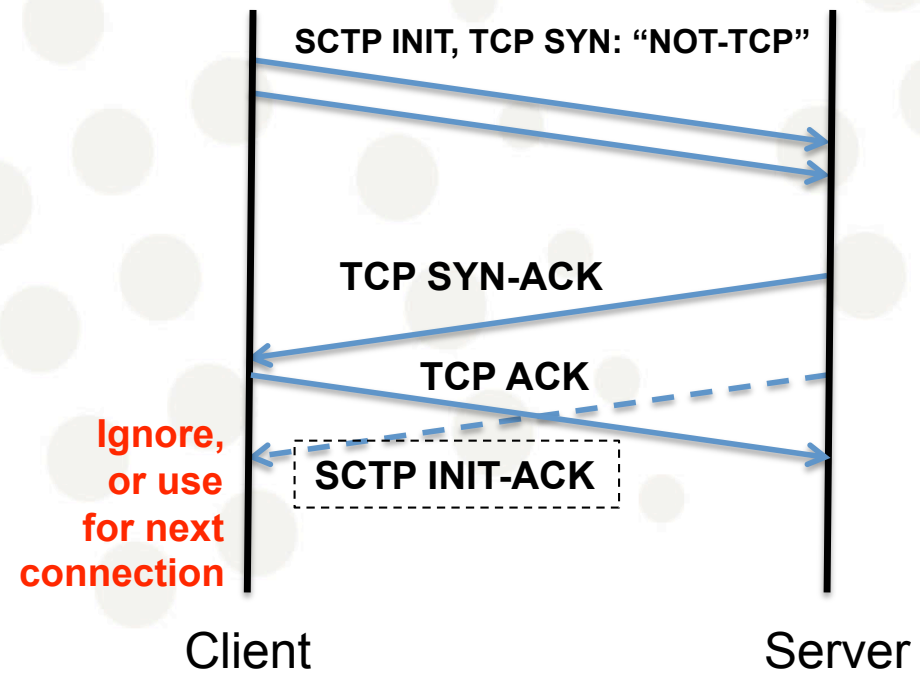 SCTP INIT, TCP SYN: “NOT-TCP”
TCP SYN-ACK
TCP ACK
Ignore,
or use
for next
connection
SCTP INIT-ACK
Client
Server